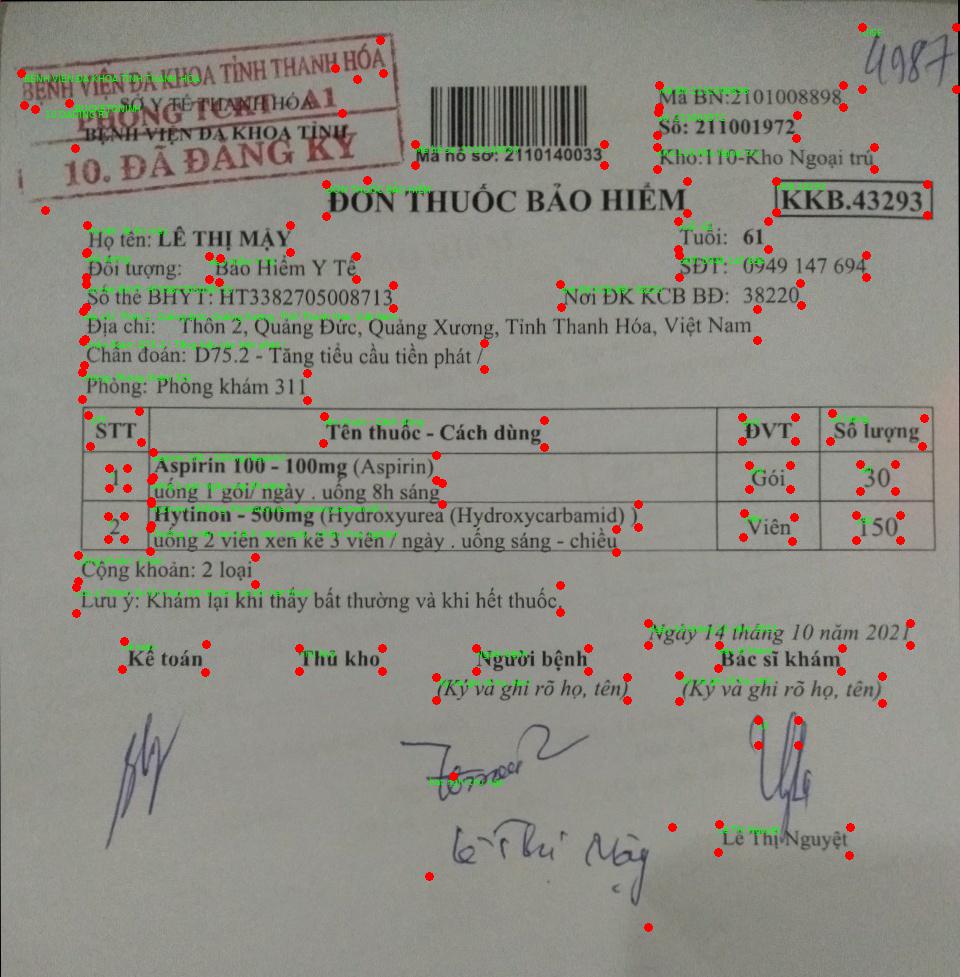 4987
BỆNH VIỆN ĐA KHOA TỈNH THANH HÓA
SỞ Y TẾ THANH HÓA
BỆNH VIỆN ĐA KHOA TỈNH
10. ĐÃ ĐĂNG KÝ
Mã hồ sơ: 2110140033
Mã BN:2101008898
Số: 211001972
Kho:110-Kho Ngoại trú
ĐƠN THUỐC BẢO HIỂM
KKB.43293
Họ tên: LÊ THỊ MẬY Tuổi: 61
Đối tượng: Bảo Hiểm Y Tế SĐT: 0949 147 694
Số thẻ BHYT: HT3382705008713 Nơi ĐK KCB BĐ: 38220
Địa chỉ: Thôn 2, Quảng Đức, Quảng Xương, Tỉnh Thanh Hóa, Việt Nam
Chẩn đoán: D75.2 - Tăng tiểu cầu tiên phát /
Phòng: Phòng khám 311
STT Tên thuốc - Cách dùng ĐVT Số lượng
1 Aspirin 100 - 100mg (Aspirin) Gói 30
uống 1 gói/ ngày . uống 8h sáng
2 Hytinon - 500mg (Hydroxyurea (Hydroxycarbamid) ) Viên 150
uống 2 viên xen kẽ 3 viên / ngày . uống sáng - chiều
Cộng khoản: 2 loại
Lưu ý: Khám lại khi thấy bất thường và khi hết thuốc.
Ngày 14 tháng 10 năm 2021
Kế toán Thủ kho Người bệnh Bác sĩ khám
(Ký và ghi rõ họ, tên) (Ký và ghi rõ họ, tên)
Lê Thị Mậy
Lê Thị Nguyệt